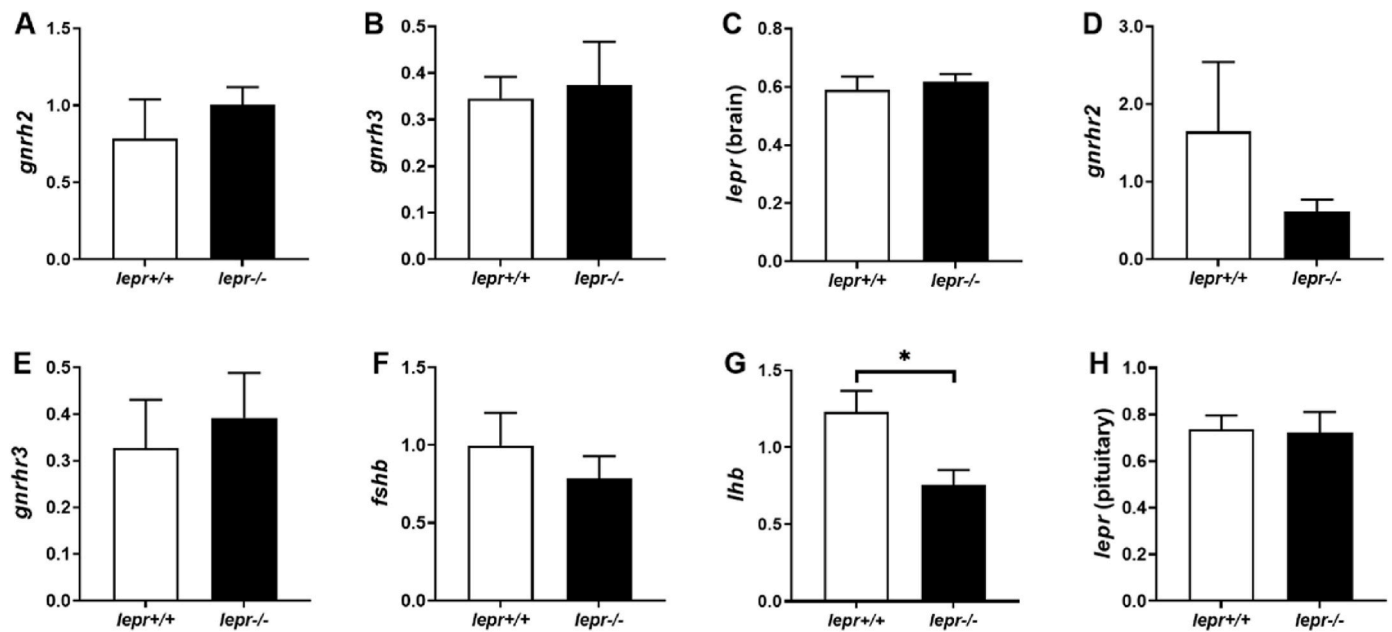 A
gnrh2
1.5
1.0
0.5
0.0
lepr+/+
lepr-/-
B
gnrh3
0.5
0.4
0.3
0.2
0.1
0.0
lepr+/+
lepr-/-
C
lepr (brain)
0.8
0.6
0.4
0.2
0.0
lepr+/+
lepr-/-
D
gnrhr2
3.0
2.0
1.0
0.0
lepr+/+
lepr-/-
E
gnrhr3
0.5
0.4
0.3
0.2
0.1
0.0
lepr+/+
lepr-/-
F
fshb
1.5
1.0
0.5
0.0
lepr+/+
lepr-/-
G
lhb
1.5
1.0
0.5
0.0
*
lepr+/+
lepr-/-
H
lepr (pituitary)
1.0
0.8
0.6
0.4
0.2
0.0
lepr+/+
lepr-/-